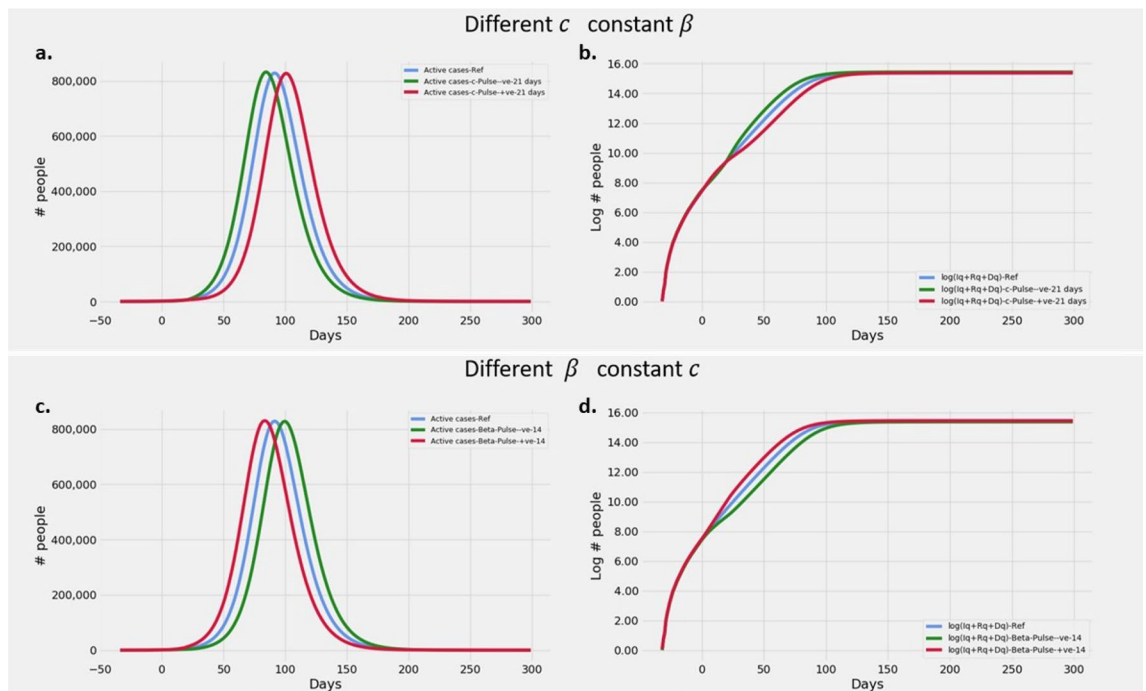 Different c constant β
a.
Active cases-Ref
Active cases-c-Pulse--ve-21 days
Active cases-c-Pulse-+ve-21 days
800,000
600,000
400,000
200,000
0
# people
−50 0 50 100 150 200 250 300
Days
b.
16.00
14.00
12.00
10.00
8.00
6.00
4.00
2.00
0.00
Log # people
log(Iq+Rq+Dq)-Ref
log(Iq+Rq+Dq)-c-Pulse--ve-21 days
log(Iq+Rq+Dq)-c-Pulse-+ve-21 days
0 50 100 150 200 250 300
Days
Different β constant c
c.
Active cases-Ref
Active cases-Beta-Pulse--ve-14
Active cases-Beta-Pulse-+ve-14
800,000
600,000
400,000
200,000
0
# people
−50 0 50 100 150 200 250 300
Days
d.
16.00
14.00
12.00
10.00
8.00
6.00
4.00
2.00
0.00
Log # people
log(Iq+Rq+Dq)-Ref
log(Iq+Rq+Dq)-Beta-Pulse--ve-14
log(Iq+Rq+Dq)-Beta-Pulse-+ve-14
0 50 100 150 200 250 300
Days